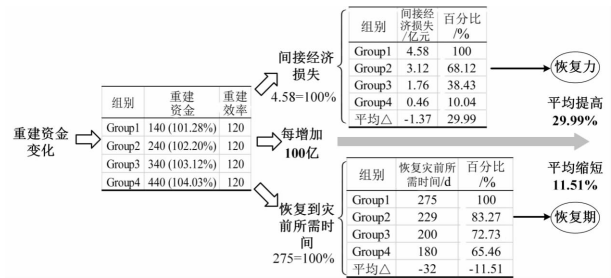 重建资金
变化
组别 重建资金 重建效率
Group1 140 (101.28%) 120
Group2 240 (102.20%) 120
Group3 340 (103.12%) 120
Group4 440 (104.03%) 120
间接经济
损失
4.58=100%
每增加
100亿
恢复到灾
前所需时
间
275=100%
组别 间接经济损失/亿元 百分比/%
Group1 4.58 100
Group2 3.12 68.12
Group3 1.76 38.43
Group4 0.46 10.04
平均△ -1.37 29.99
恢复力
平均提高
29.99%
组别 恢复灾前所需时间/d 百分比/%
Group1 275 100
Group2 229 83.27
Group3 200 72.73
Group4 180 65.46
平均△ -32 -11.51
平均缩短
11.51%
恢复期